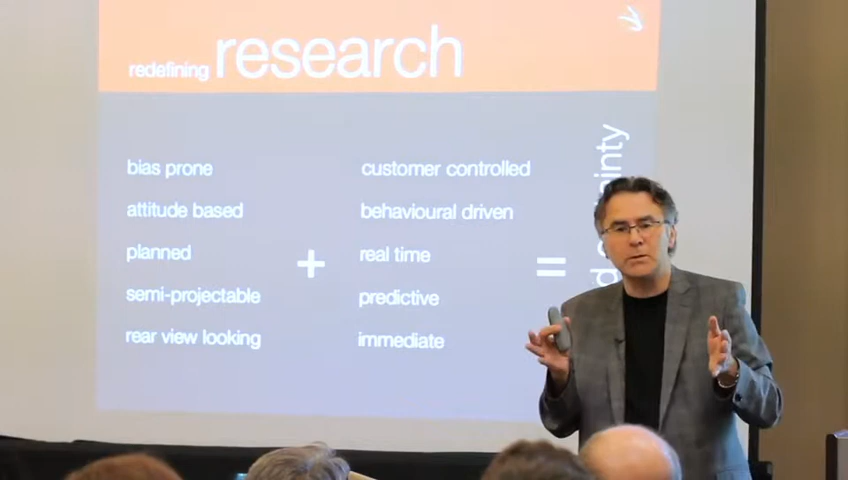 redefining research
bias prone
attitude based
planned
semi-projectable
rear view looking
+
customer controlled
behavioural driven
real time
predictive
immediate
=